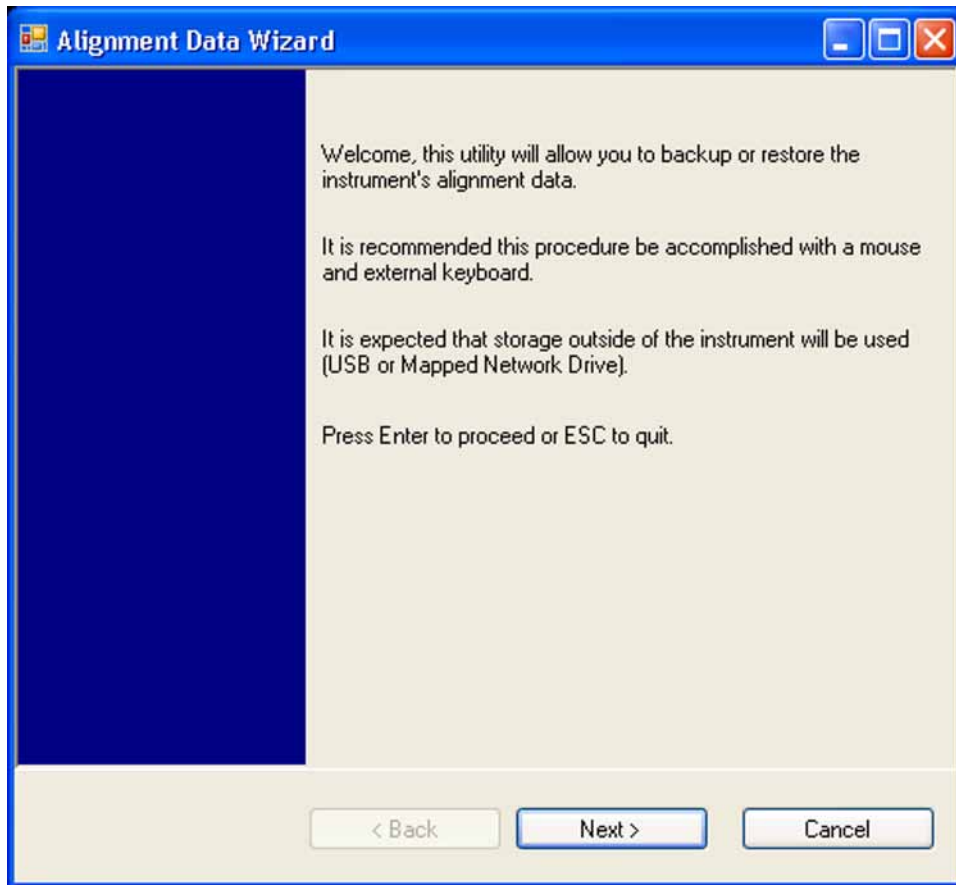 Alignment Data Wizard
Welcome, this utility will allow you to backup or restore the
instrument's alignment data.
It is recommended this procedure be accomplished with a mouse
and external keyboard.
It is expected that storage outside of the instrument will be used
(USB or Mapped Network Drive).
Press Enter to proceed or ESC to quit.
< Back
Next >
Cancel